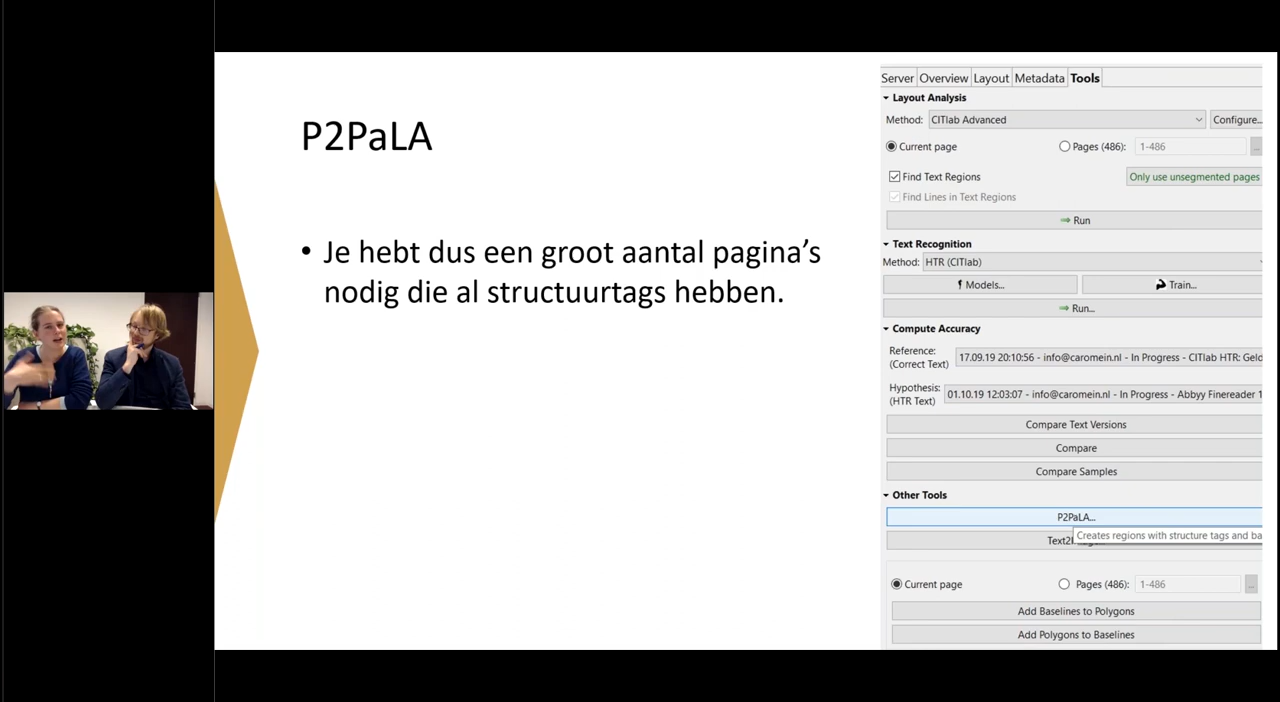 P2PaLA
• Je hebt dus een groot aantal pagina's
nodig die al structuurtags hebben.
Server Overview Layout Metadata Tools
Layout Analysis
Method: CITlab Advanced Configure...
Current page Pages (486): 1-486 ...
Find Text Regions Only use unsegmented pages
Find Lines in Text Regions
Run
Text Recognition
Method: HTR (CITlab)
Models... Train...
Run...
Compute Accuracy
Reference:
(Correct Text) 17.09.19 20:10:56 - info@caromein.nl - In Progress - CITlab HTR: Geld
Hypothesis:
(HTR Text) 01.10.19 12:03:07 - info@caromein.nl - In Progress - Abbyy Finereader 1
Compare Text Versions
Compare
Compare Samples
Other Tools
P2PaLA...
Creates regions with structure tags and ba
Current page Pages (486): 1-486 ...
Add Baselines to Polygons
Add Polygons to Baselines